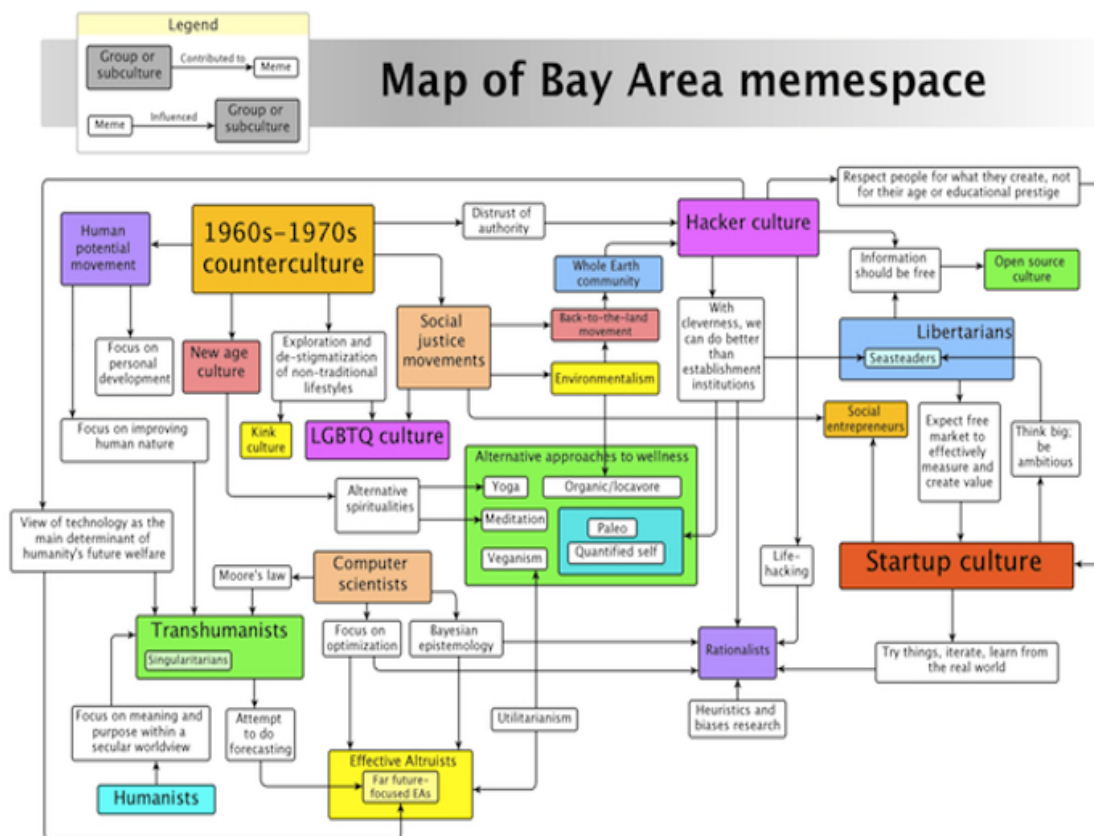 Legend
Group or
subculture
Contributed to
Meme
Meme
Influenced
Group or
subculture
Map of Bay Area memespace
Respect people for what they create, not
for their age or educational prestige
Human
potential
movement
1960s-1970s
counterculture
Distrust of
authority
Hacker culture
Whole Earth
community
Information
should be free
Open source
culture
Focus on
personal
development
New age
culture
Exploration and
de-stigmatization
of non-traditional
lifestyles
Social
justice
movements
Back-to-the-land
movement
Environmentalism
With
cleverness, we
can do better
than
establishment
institutions
Libertarians
Seasteaders
Focus on improving
human nature
Kink
culture
LGBTQ culture
Social
entrepreneurs
Expect free
market to
effectively
measure and
create value
Think big;
be
ambitious
Alternative approaches to wellness
Yoga
Organic/locavore
Meditation
Paleo
Quantified self
Veganism
Alternative
spiritualities
View of technology as the
main determinant of
humanity's future welfare
Moore's law
Computer
scientists
Life-
hacking
Startup culture
Transhumanists
Singularitarians
Focus on
optimization
Bayesian
epistemology
Rationalists
Try things, iterate, learn from
the real world
Focus on meaning and
purpose within a
secular worldview
Attempt
to do
forecasting
Utilitarianism
Heuristics and
biases research
Humanists
Effective Altruists
Far future-
focused EAs